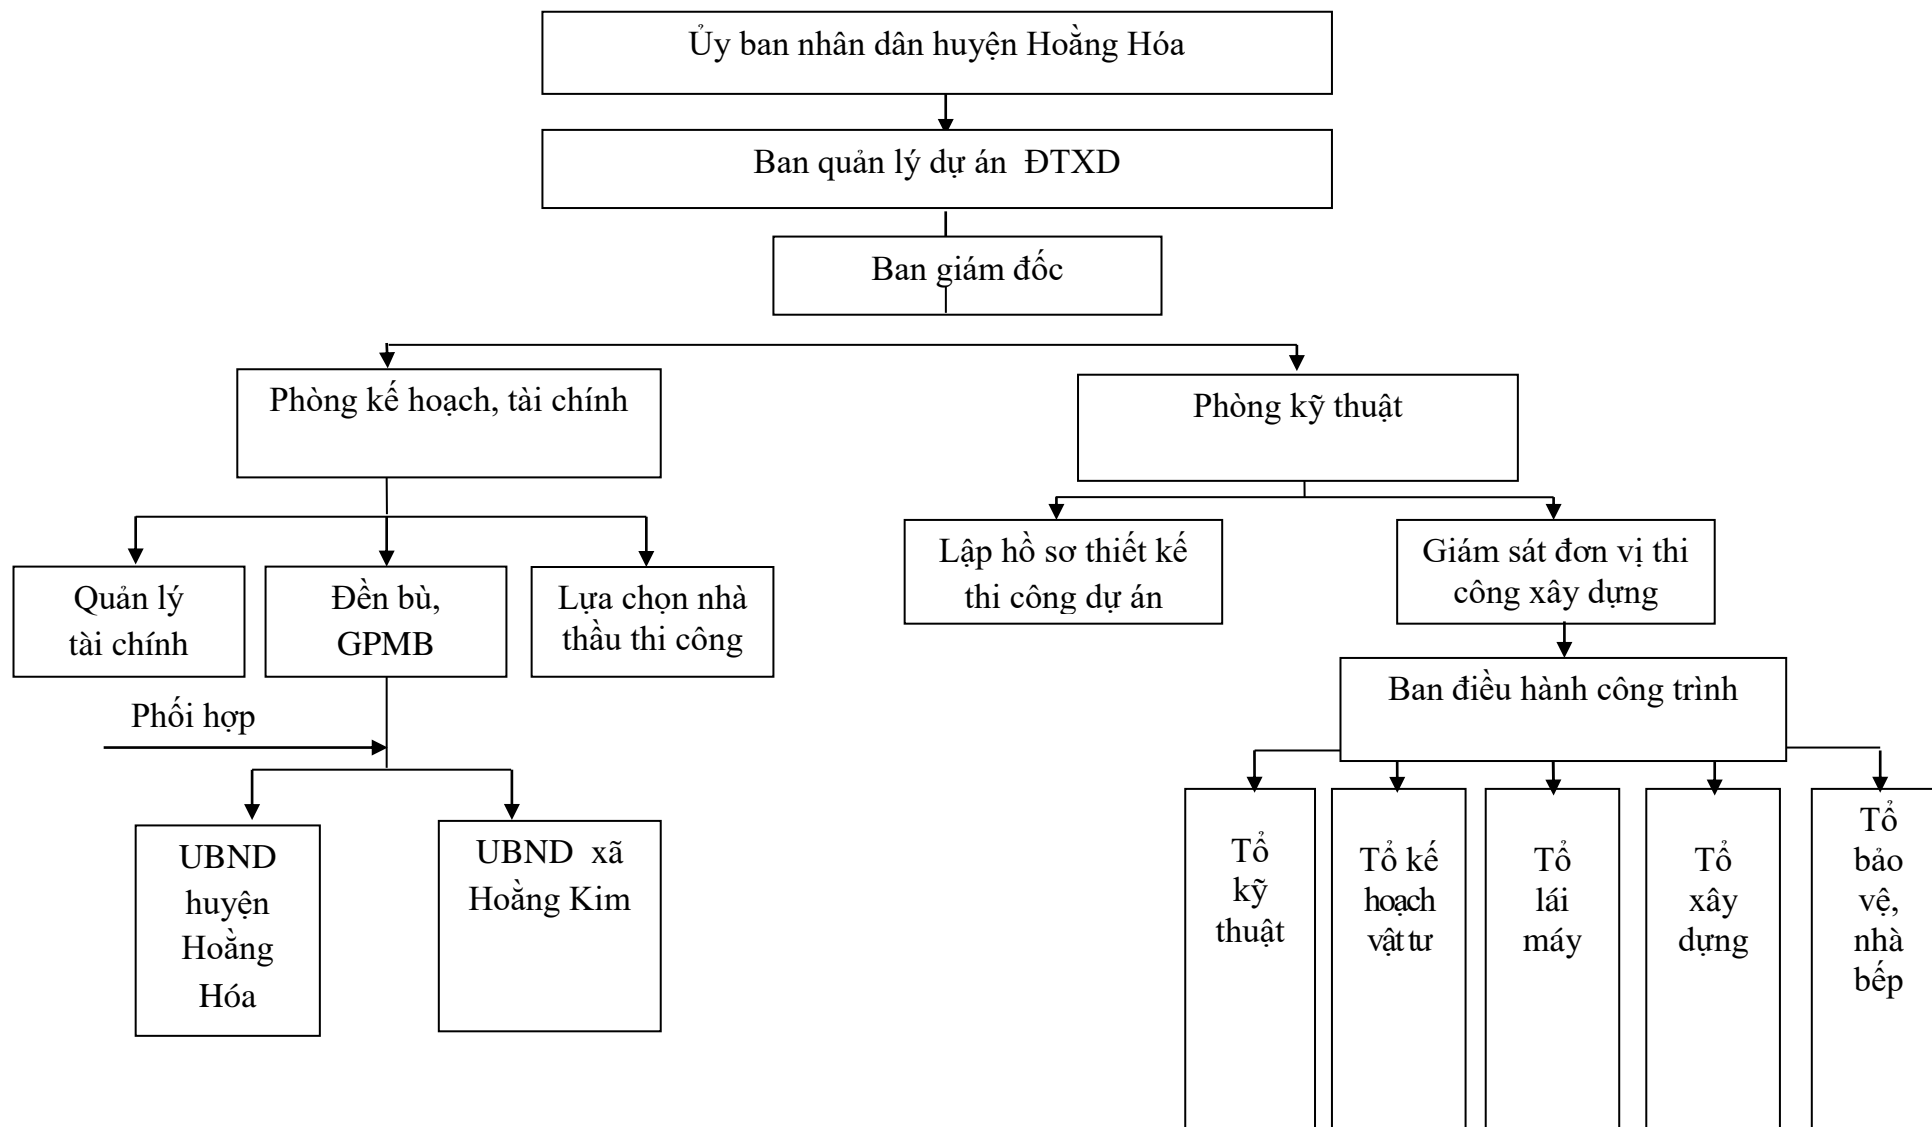 Ủy ban nhân dân huyện Hoằng Hóa
Ban quản lý dự án ĐTXD
Ban giám đốc
Phòng kế hoạch, tài chính
Phòng kỹ thuật
Quản lý
tài chính
Đền bù,
GPMB
Lựa chọn nhà
thầu thi công
Lập hồ sơ thiết kế
thi công dự án
Giám sát đơn vị thi
công xây dựng
Phối hợp
Ban điều hành công trình
UBND
huyện
Hoằng
Hóa
UBND xã
Hoằng Kim
Tổ
kỹ
thuật
Tổ kế
hoạch
vật tư
Tổ
lái
máy
Tổ
xây
dựng
Tổ
bảo
vệ,
nhà
bếp